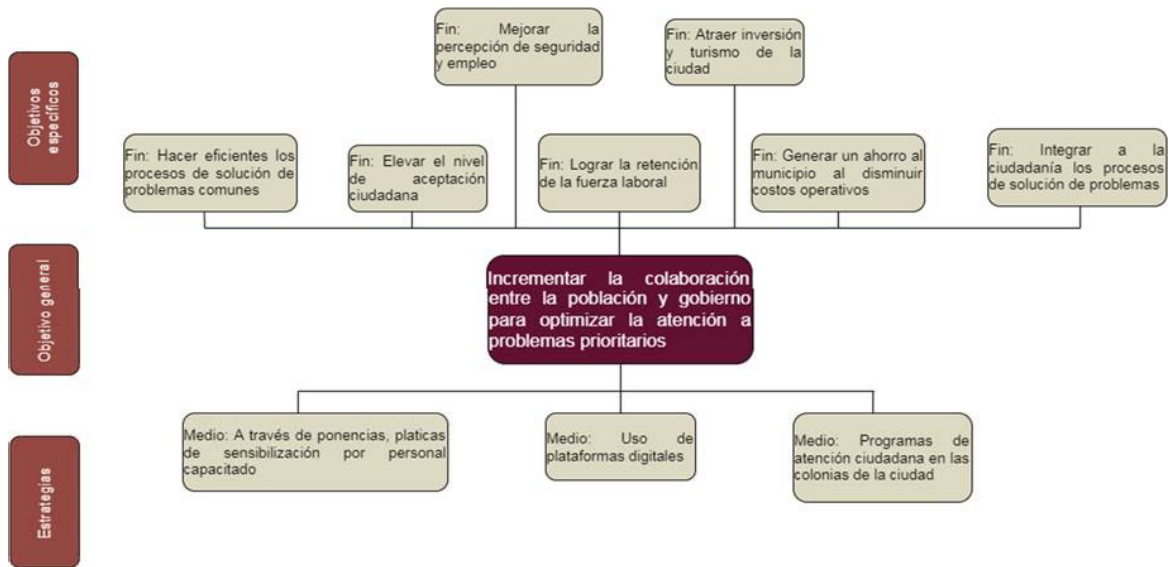 Objetivos
específicos
Fin: Mejorar la
percepción de seguridad
y empleo
Fin: Atraer inversión
y turismo de la
ciudad
Fin: Hacer eficientes los
procesos de solución de
problemas comunes
Fin: Elevar el nivel
de aceptación
ciudadana
Fin: Lograr la retención
de la fuerza laboral
Fin: Generar un ahorro al
municipio al disminuir
costos operativos
Fin: Integrar a la
ciudadanía los procesos
de solución de problemas
Objetivo general
Incrementar la colaboración
entre la población y gobierno
para optimizar la atención a
problemas prioritarios
Estrategias
Medio: A través de ponencias, platicas
de sensibilización por personal
capacitado
Medio: Uso de
plataformas digitales
Medio: Programas de
atención ciudadana en las
colonias de la ciudad